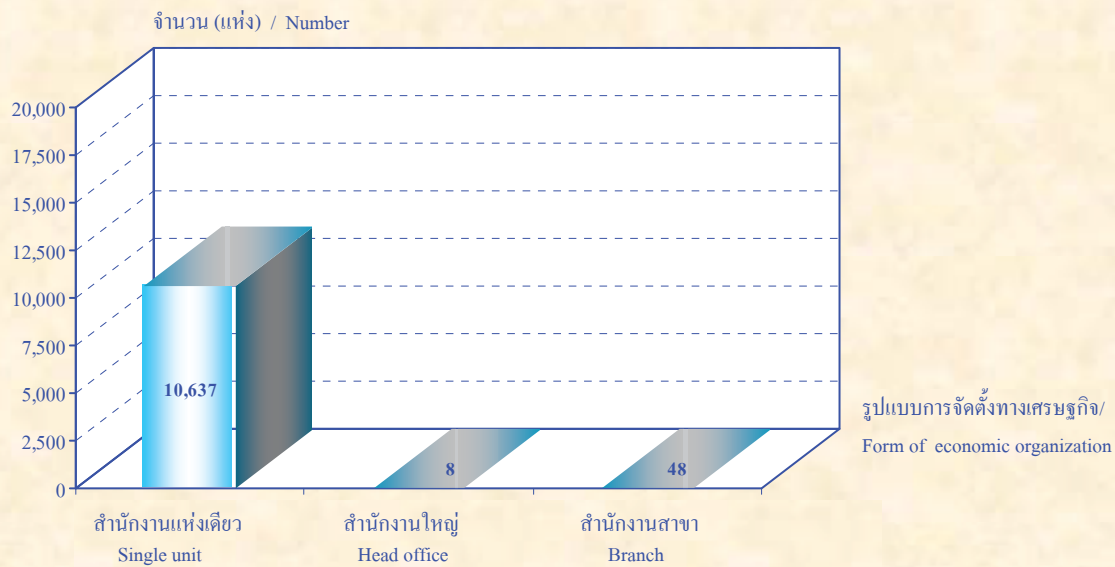 จำนวน (แห่ง) / Number
20,000
17,500
15,000
12,500
10,000
7,500
5,000
2,500
0
10,637
8
48
รูปแบบการจัดตั้งทางเศรษฐกิจ/
Form of economic organization
สำนักงานแห่งเดียว
Single unit
สำนักงานใหญ่
Head office
สำนักงานสาขา
Branch